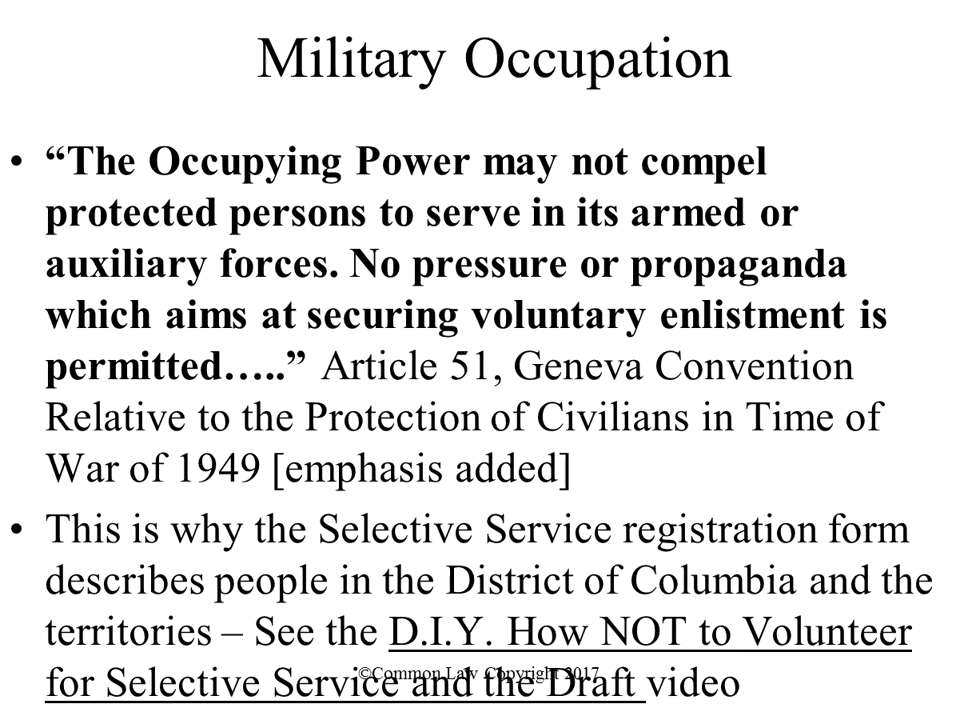 Military Occupation
• “The Occupying Power may not compel
protected persons to serve in its armed or
auxiliary forces. No pressure or propaganda
which aims at securing voluntary enlistment is
permitted…..” Article 51, Geneva Convention
Relative to the Protection of Civilians in Time of
War of 1949 [emphasis added]
• This is why the Selective Service registration form
describes people in the District of Columbia and the
territories – See the D.I.Y. How NOT to Volunteer
for Selective Service and the Draft video
©Common Law Copyright 2017